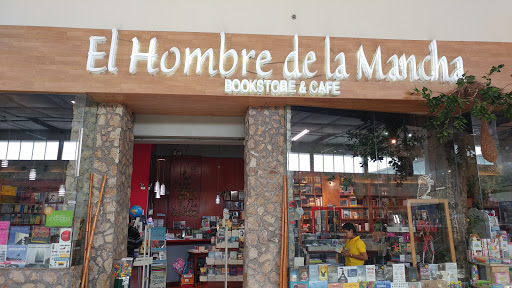 El Hombre de la Mancha
BOOKSTORE & CAFE